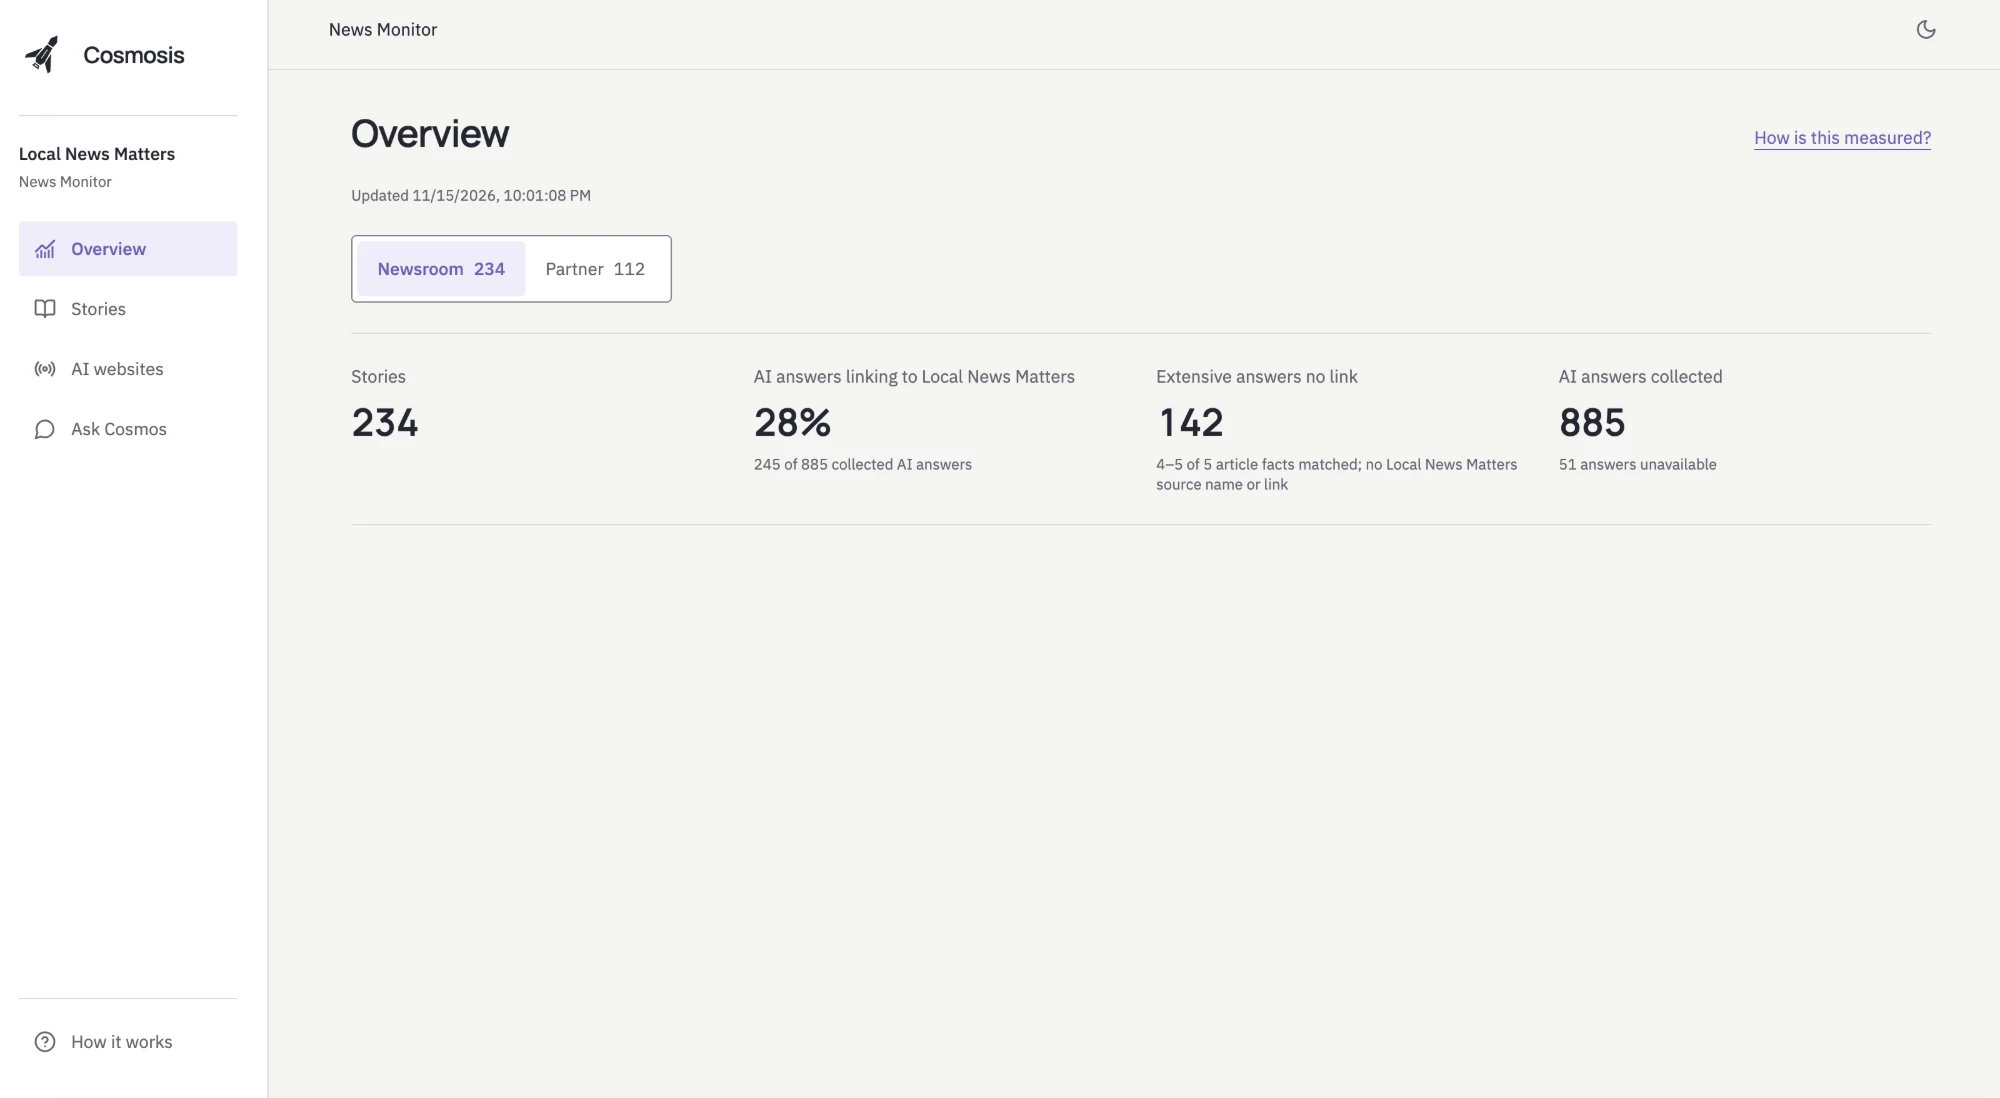 Cosmosis
Local News Matters
News Monitor
Overview
Stories
AI websites
Ask Cosmos
How it works
News Monitor
Overview
How is this measured?
Updated 11/15/2026, 10:01:08 PM
Newsroom 234
Partner 112
Stories
234
AI answers linking to Local News Matters
28%
245 of 885 collected AI answers
Extensive answers no link
142
4–5 of 5 article facts matched; no Local News Matters
source name or link
AI answers collected
885
51 answers unavailable